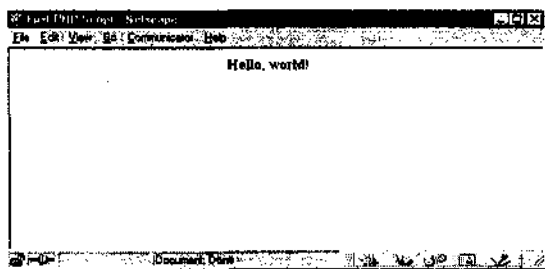 First PHP Script - Netscape
File Edit View Go Communicator Help
Hello, world!
Document: Done